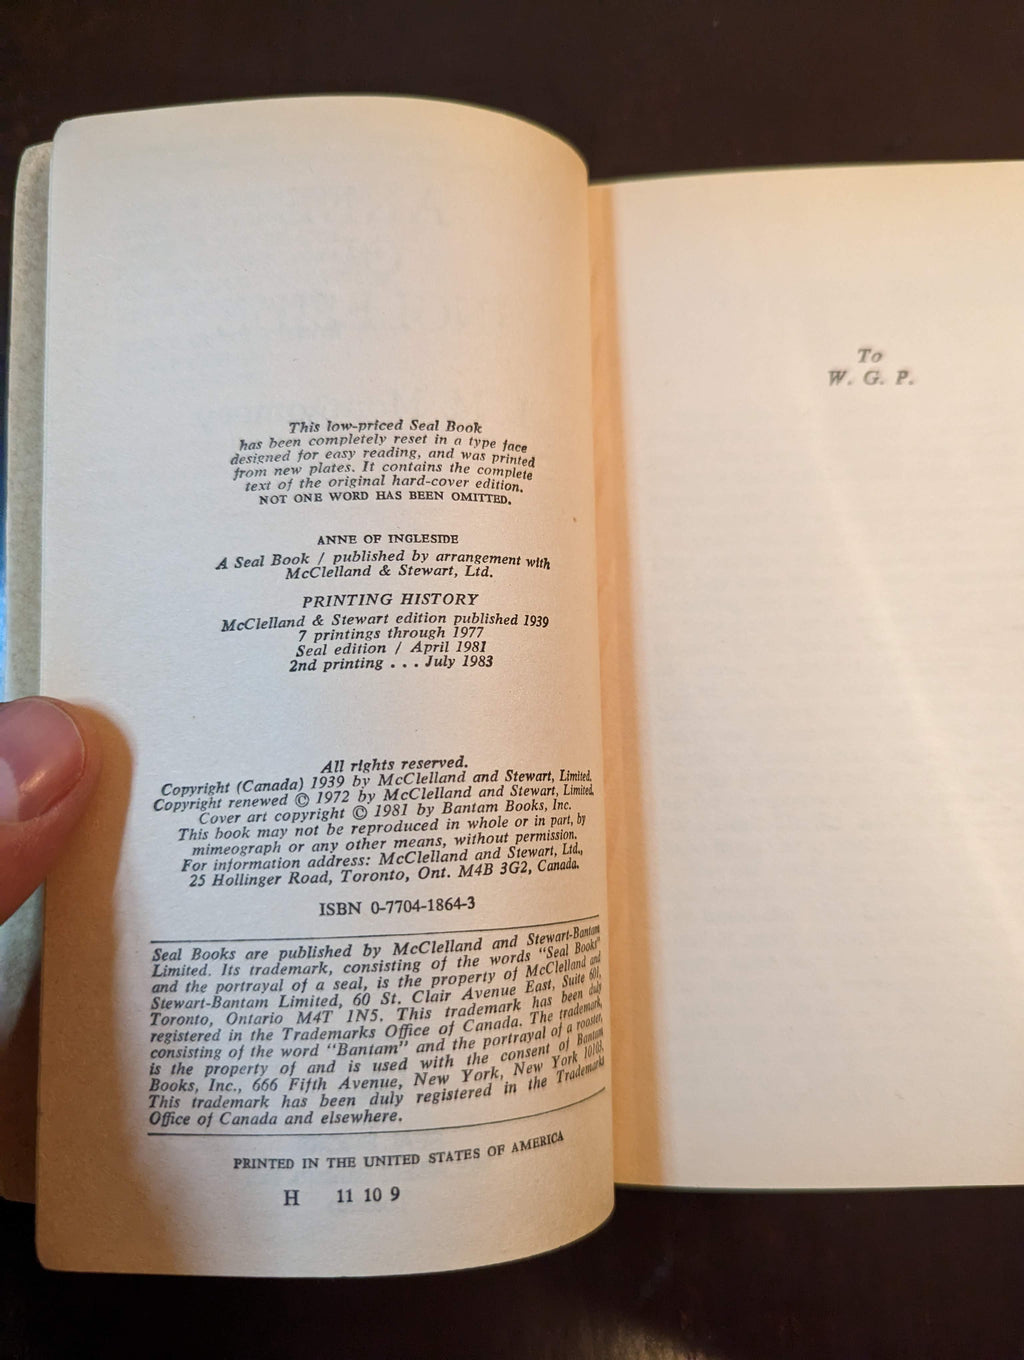 This low-priced Seal Book
has been completely reset in a type face
designed for easy reading, and was printed
from new plates. It contains the complete
text of the original hard-cover edition.
NOT ONE WORD HAS BEEN OMITTED.
ANNE OF INGLESIDE
A Seal Book / published by arrangement with
McClelland & Stewart, Ltd.
PRINTING HISTORY
McClelland & Stewart edition published 1939
7 printings through 1977
Seal edition / April 1981
2nd printing . . . July 1983
All rights reserved.
Copyright (Canada) 1939 by McClelland and Stewart, Limited.
Copyright renewed © 1972 by McClelland and Stewart, Limited.
Cover art copyright © 1981 by Bantam Books, Inc.
This book may not be reproduced in whole or in part, by
mimeograph or any other means, without permission.
For information address: McClelland and Stewart, Ltd.,
25 Hollinger Road, Toronto, Ont. M4B 3G2, Canada.
ISBN 0-7704-1864-3
Seal Books are published by McClelland and Stewart-Bantam
Limited. Its trademark, consisting of the words "Seal Books"
and the portrayal of a seal, is the property of McClelland and
Stewart-Bantam Limited, 60 St. Clair Avenue East, Suite 601,
Toronto, Ontario M4T 1N5. This trademark has been duly
registered in the Trademarks Office of Canada. The trademark,
consisting of the word "Bantam" and the portrayal of a rooster,
is the property of and is used with the consent of Bantam
Books, Inc., 666 Fifth Avenue, New York, New York 10103.
This trademark has been duly registered in the Trademarks
Office of Canada and elsewhere.
PRINTED IN THE UNITED STATES OF AMERICA
H 11 10 9
To
W. G. P.